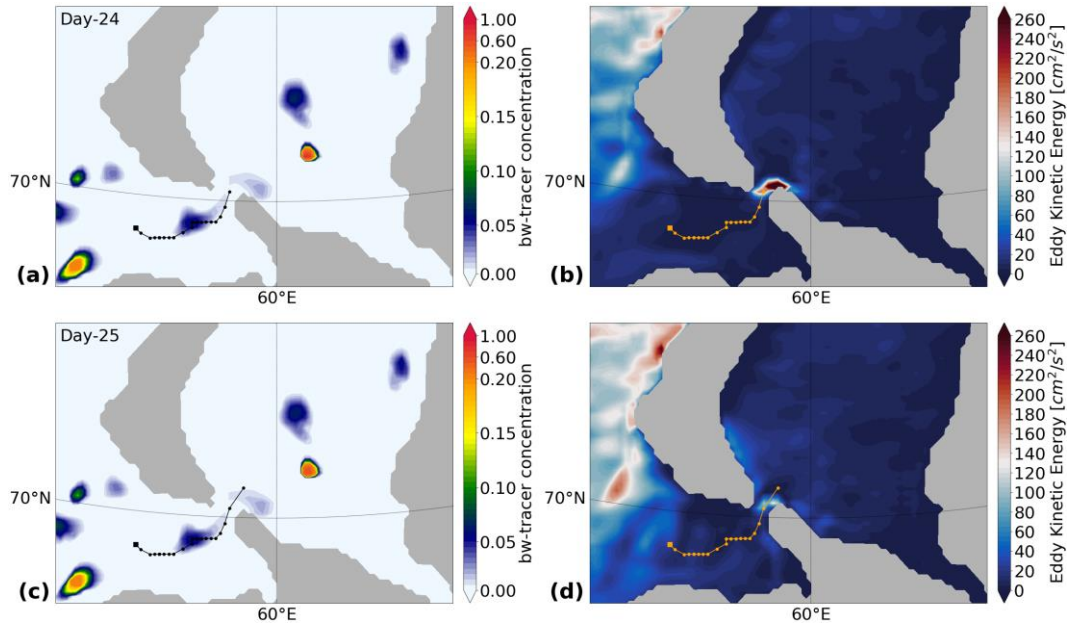 Day-24
70°N
(a)
60°E
1.00
0.60
0.20
0.15
0.10
0.05
0.00
bw-tracer concentration
(b)
60°E
260
240
220
200
180
160
140
120
100
80
60
40
20
0
Eddy Kinetic Energy [cm²/s²]
Day-25
70°N
(c)
60°E
1.00
0.60
0.20
0.15
0.10
0.05
0.00
bw-tracer concentration
(d)
60°E
260
240
220
200
180
160
140
120
100
80
60
40
20
0
Eddy Kinetic Energy [cm²/s²]